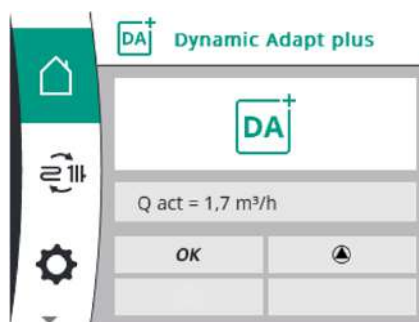 DA+ Dynamic Adapt plus
DA+
Q act = 1,7 m³/h
OK